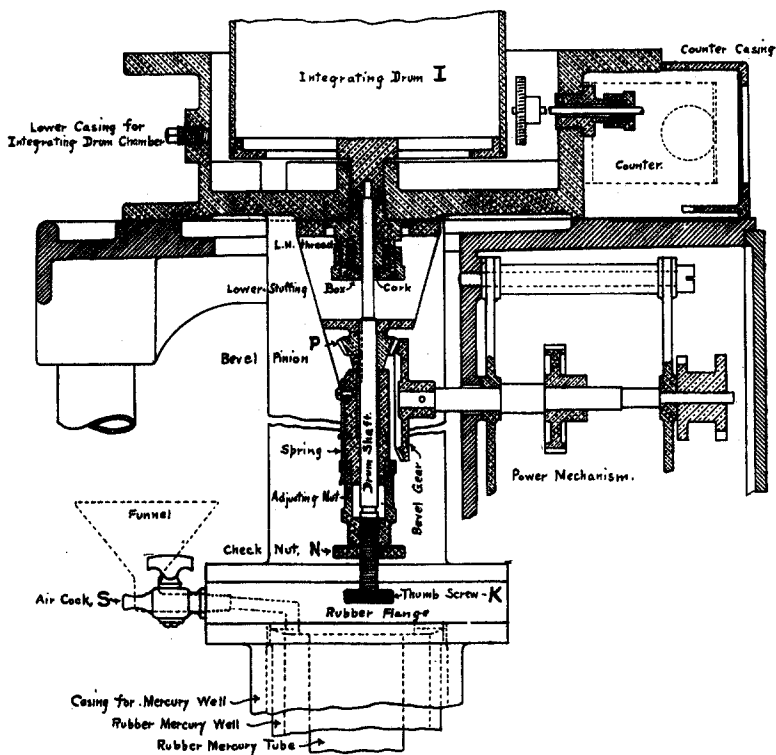 Counter Casing
Integrating Drum I
Lower Casing for
Integrating Drum Chamber
Counter.
L.H. thread
Lower Stuffing Box Cork
P
Bevel Pinion
Drum Shaft.
Spring
Bevel Gear
Power Mechanism.
Adjusting Nut
Funnel
Check Nut, N
Air Cock, S
Thumb Screw-K
Rubber Flange
Casing for Mercury Well
Rubber Mercury Well
Rubber Mercury Tube